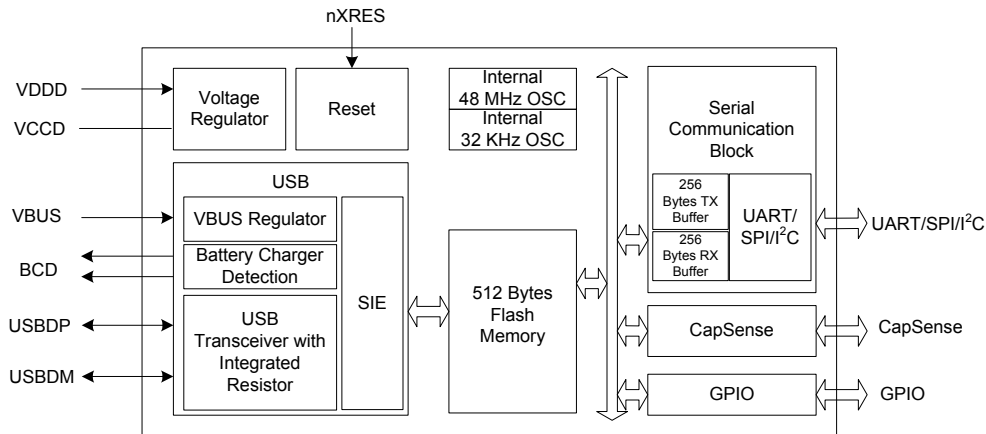 nXRES
VDDD
VCCD
Voltage
Regulator
Reset
Internal
48 MHz OSC
Internal
32 KHz OSC
Serial
Communication
Block
256
Bytes TX
Buffer
256
Bytes RX
Buffer
UART/
SPI/I²C
UART/SPI/I²C
USB
VBUS
VBUS Regulator
BCD
Battery Charger
Detection
USBDP
USBDM
USB
Transceiver with
Integrated
Resistor
SIE
512 Bytes
Flash
Memory
CapSense
CapSense
GPIO
GPIO